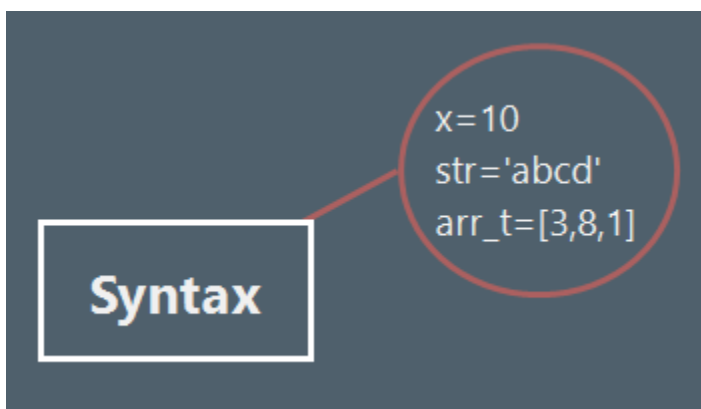 x=10
str='abcd'
arr_t=[3,8,1]
Syntax